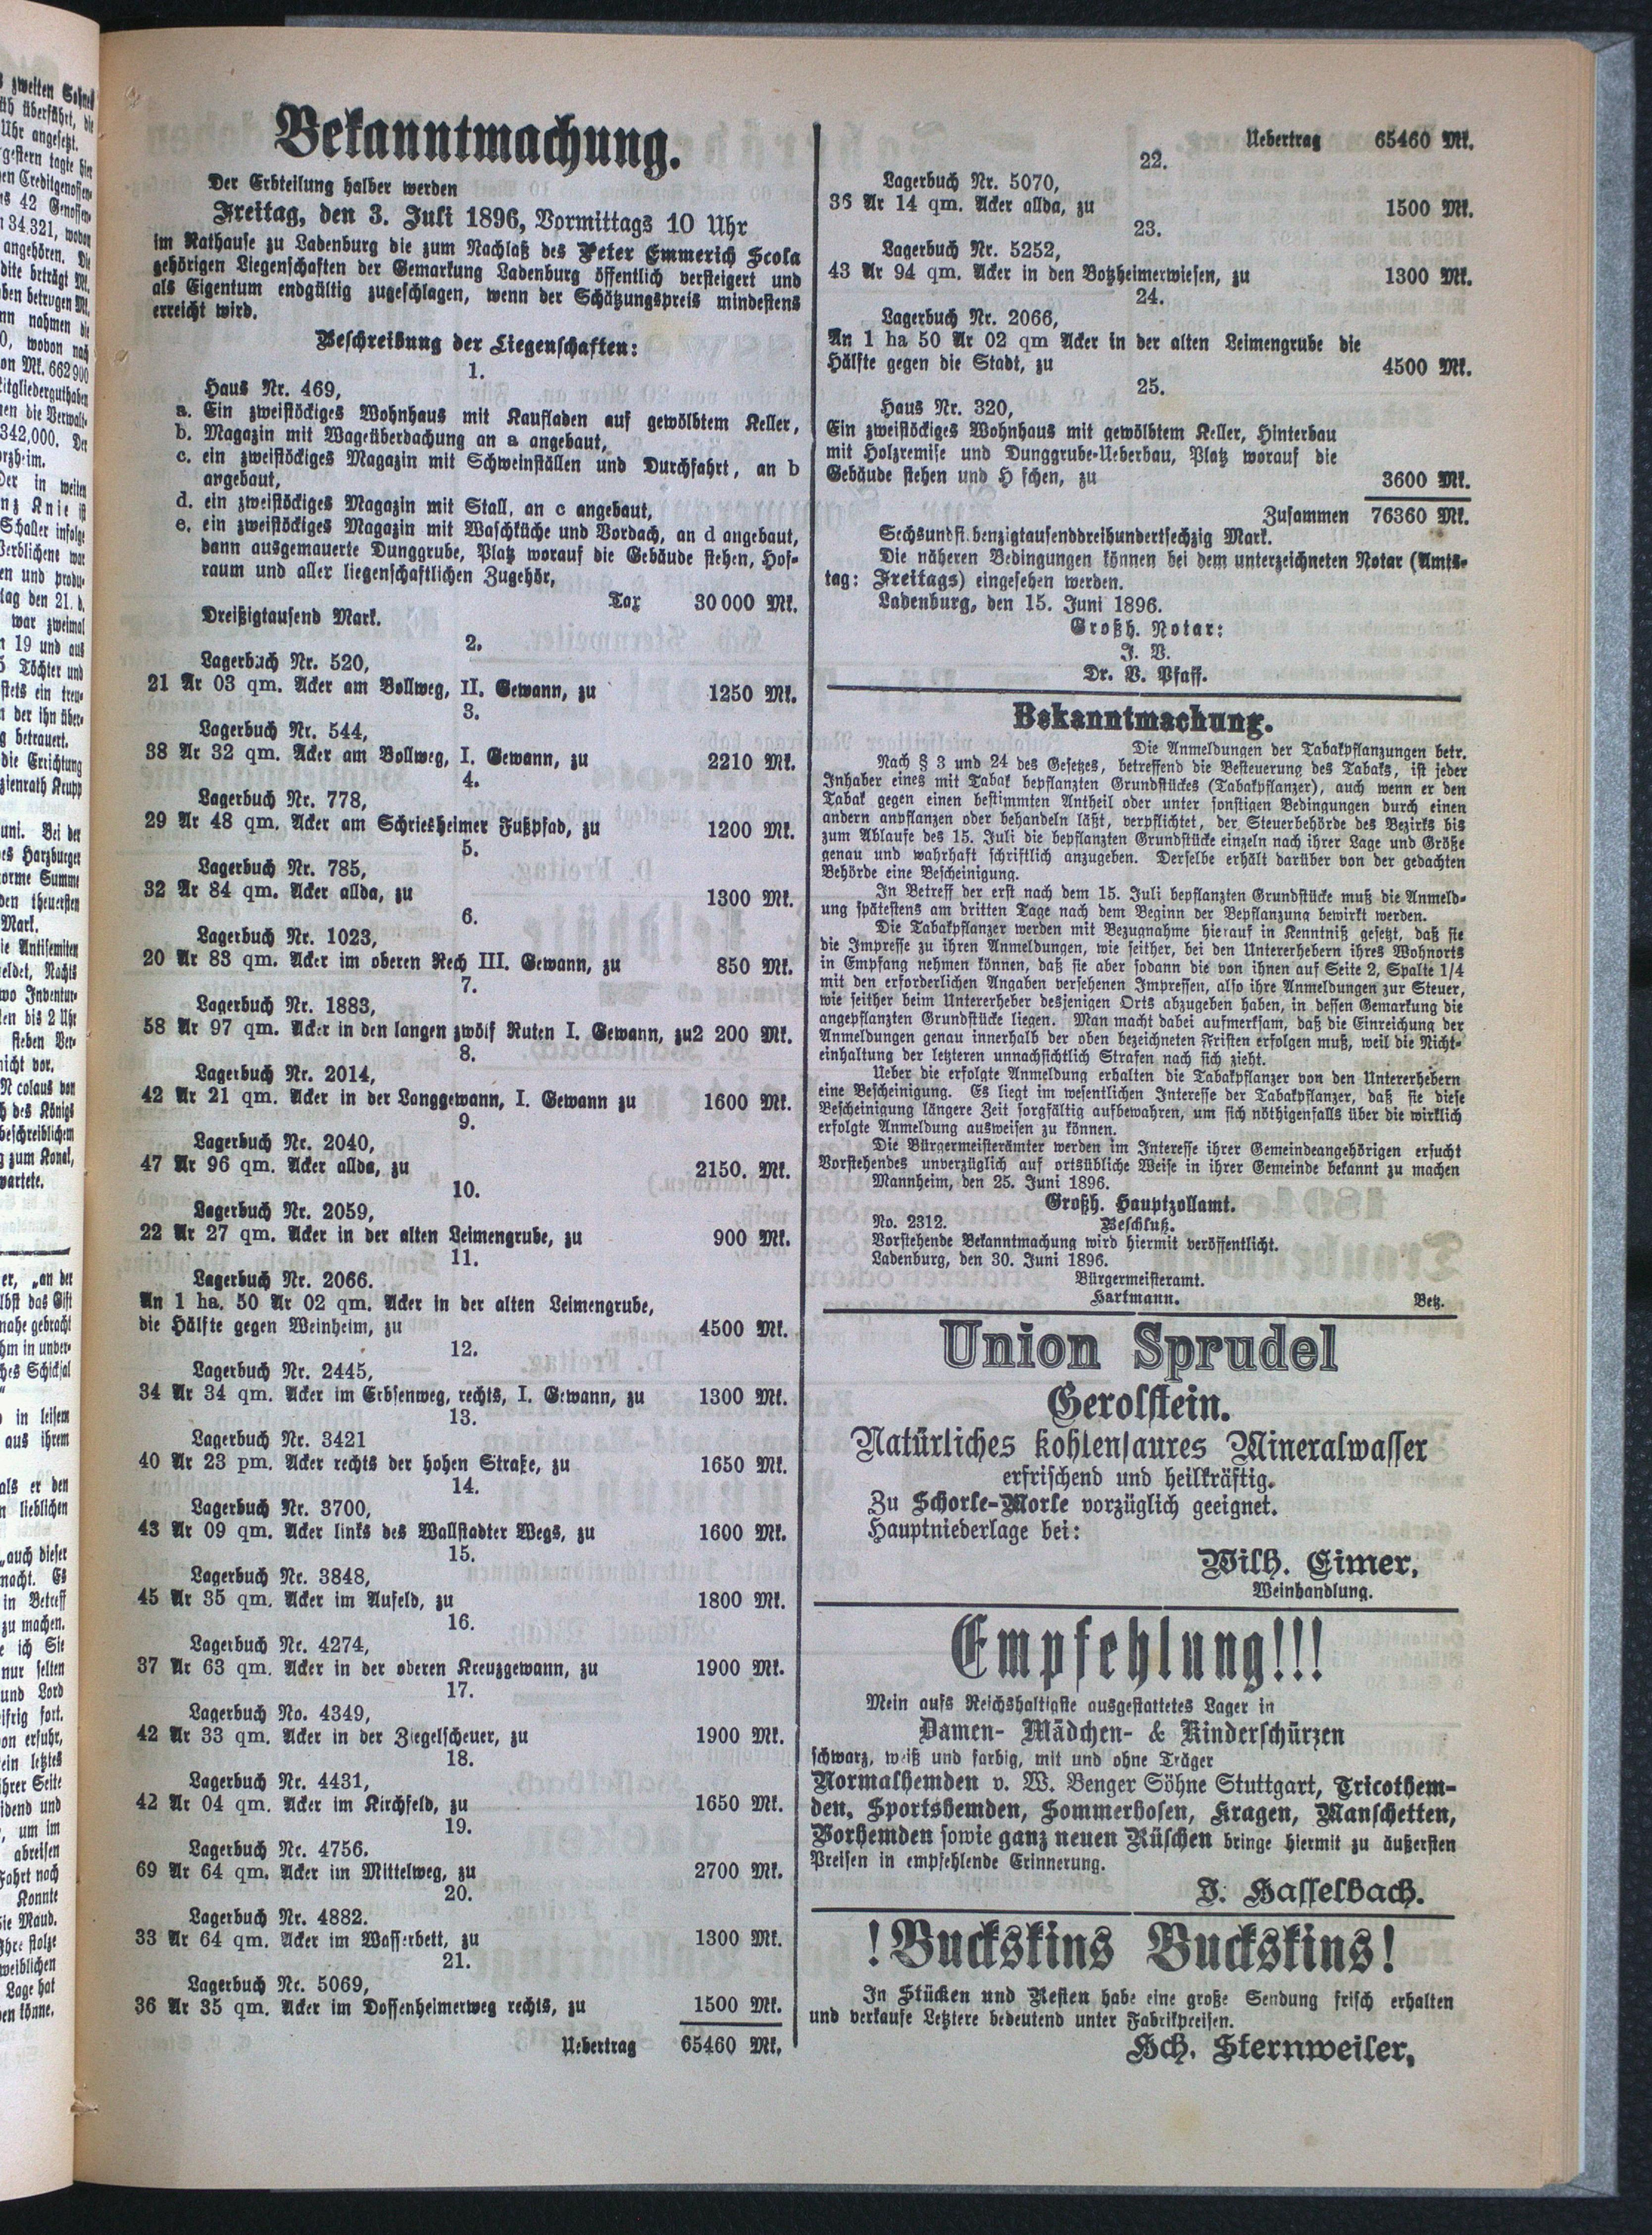 Bekanntmachung.
Der Erbteilung halber werden
Freitag, den 3. Juli 1896, Vormittags 10 Uhr
im Rathause zu Ladenburg die zum Nachlaß des Peter Emmerich Scola
gehörigen Liegenschaften der Gemarkung Ladenburg öffentlich versteigert und
als Eigentum endgültig zugeschlagen, wenn der Schätzungspreis mindestens
erreicht wird.
Beschreibung der Liegenschaften:
1.
Haus Nr. 469,
a. Ein zweistöckiges Wohnhaus mit Kaufladen auf gewölbtem Keller,
b. Magazin mit Wageüberdachung an a angebaut,
c. ein zweistöckiges Magazin mit Schweinställen und Durchfahrt, an b
angebaut,
d. ein zweistöckiges Magazin mit Stall, an c angebaut,
e. ein zweistöckiges Magazin mit Waschküche und Vordach, an d angebaut,
dann ausgemauerte Dunggrube, Platz worauf die Gebäude stehen, Hof-
raum und aller liegenschaftlichen Zugehör,
Tax 30 000 Mk.
Dreißigtausend Mark.
2.
Lagerbuch Nr. 520,
21 Ar 03 qm. Acker am Bollweg, II. Gewann, zu 1250 Mk.
3.
Lagerbuch Nr. 544,
38 Ar 32 qm. Acker am Bollweg, I. Gewann, zu 2210 Mk.
4.
Lagerbuch Nr. 778,
29 Ar 48 qm. Acker am Schriesheimer Fußpfad, zu 1200 Mk.
5.
Lagerbuch Nr. 785,
32 Ar 84 qm. Acker allda, zu 1300 Mk.
6.
Lagerbuch Nr. 1023,
20 Ar 83 qm. Acker im oberen Rech III. Gewann, zu 850 Mk.
7.
Lagerbuch Nr. 1883,
58 Ar 97 qm. Acker in den langen zwölf Ruten I. Gewann, zu2 200 Mk.
8.
Lagerbuch Nr. 2014,
42 Ar 21 qm. Acker in der Langgewann, I. Gewann zu 1600 Mk.
9.
Lagerbuch Nr. 2040,
47 Ar 96 qm. Acker allda, zu 2150. Mk.
10.
Lagerbuch Nr. 2059,
22 Ar 27 qm. Acker in der alten Leimengrube, zu 900 Mk.
11.
Lagerbuch Nr. 2066.
An 1 ha. 50 Ar 02 qm. Acker in der alten Leimengrube,
die Hälfte gegen Weinheim, zu 4500 Mk.
12.
Lagerbuch Nr. 2445,
34 Ar 34 qm. Acker im Erbsenweg, rechts, I. Gewann, zu 1300 Mk.
13.
Lagerbuch Nr. 3421
40 Ar 23 pm. Acker rechts der hohen Straße, zu 1650 Mk.
14.
Lagerbuch Nr. 3700,
43 Ar 09 qm. Acker links des Wallstadter Wegs, zu 1600 Mk.
15.
Lagerbuch Nr. 3848,
45 Ar 35 qm. Acker im Aufeld, zu 1800 Mk.
16.
Lagerbuch Nr. 4274,
37 Ar 63 qm. Acker in der oberen Kreuzgewann, zu 1900 Mk.
17.
Lagerbuch No. 4349,
42 Ar 33 qm. Acker in der Ziegelscheuer, zu 1900 Mk.
18.
Lagerbuch Nr. 4431,
42 Ar 04 qm. Acker im Kirchfeld, zu 1650 Mk.
19.
Lagerbuch Nr. 4756.
69 Ar 64 qm. Acker im Mittelweg, zu 2700 Mk.
20.
Lagerbuch Nr. 4882.
33 Ar 64 qm. Acker im Wasserbett, zu 1300 Mk.
21.
Lagerbuch Nr. 5069,
36 Ar 35 qm. Acker im Dossenheimerweg rechts, zu 1500 Mk.
Uebertrag 65460 Mk.
Uebertrag 65460 Mk.
22.
Lagerbuch Nr. 5070,
36 Ar 14 qm. Acker allda, zu 1500 Mk.
23.
Lagerbuch Nr. 5252,
43 Ar 94 qm. Acker in den Botzheimerwiesen, zu 1300 Mk.
24.
Lagerbuch Nr. 2066,
An 1 ha 50 Ar 02 qm Acker in der alten Leimengrube die
Hälfte gegen die Stadt, zu 4500 Mk.
25.
Haus Nr. 320,
Ein zweistöckiges Wohnhaus mit gewölbtem Keller, Hinterbau
mit Holzremise und Dunggrube-Ueberbau, Platz worauf die
Gebäude stehen und H fchen, zu 3600 Mk.
Zusammen 76360 Mk.
Sechsundsi.benzigtausenddreihundertsechzig Mark.
Die näheren Bedingungen können bei dem unterzeichneten Notar (Amts-
tag: Freitags) eingesehen werden.
Ladenburg, den 15. Juni 1896.
Großh. Notar:
J. V.
Dr. V. Pfaff.
Bekanntmachung.
Die Anmeldungen der Tabakpflanzungen betr.
Nach § 3 und 24 des Gesetzes, betreffend die Besteuerung des Tabaks, ist jeder
Inhaber eines mit Tabak bepflanzten Grundstückes (Tabakpflanzer), auch wenn er den
Tabak gegen einen bestimmten Antheil oder unter sonstigen Bedingungen durch einen
andern anpflanzen oder behandeln läßt, verpflichtet, der Steuerbehörde des Bezirks bis
zum Ablaufe des 15. Juli die bepflanzten Grundstücke einzeln nach ihrer Lage und Größe
genau und wahrhaft schriftlich anzugeben. Derselbe erhält darüber von der gedachten
Behörde eine Bescheinigung.
In Betreff der erst nach dem 15. Juli bepflanzten Grundstücke muß die Anmeld-
ung spätestens am dritten Tage nach dem Beginn der Bepflanzung bewirkt werden.
Die Tabakpflanzer werden mit Bezugnahme hierauf in Kenntniß gesetzt, daß sie
die Impresse zu ihren Anmeldungen, wie seither, bei den Untererhebern ihres Wohnorts
in Empfang nehmen können, daß sie aber sodann die von ihnen auf Seite 2, Spalte 1/4
mit den erforderlichen Angaben versehenen Impressen, also ihre Anmeldungen zur Steuer,
wie seither beim Untererheber desjenigen Orts abzugeben haben, in dessen Gemarkung die
angepflanzten Grundstücke liegen. Man macht dabei aufmerksam, daß die Einreichung der
Anmeldungen genau innerhalb der oben bezeichneten Fristen erfolgen muß, weil die Nicht-
einhaltung der letzteren unnachsichtlich Strafen nach sich zieht.
Ueber die erfolgte Anmeldung erhalten die Tabakpflanzer von den Untererhebern
eine Bescheinigung. Es liegt im wesentlichen Interesse der Tabakpflanzer, daß sie diese
Bescheinigung längere Zeit sorgfältig aufbewahren, um sich nöthigenfalls über die wirklich
erfolgte Anmeldung ausweisen zu können.
Die Bürgermeisterämter werden im Interesse ihrer Gemeindeangehörigen ersucht
Vorstehendes unverzüglich auf ortsübliche Weise in ihrer Gemeinde bekannt zu machen
Mannheim, den 25. Juni 1896.
Großh. Hauptzollamt.
No. 2312. Beschluß.
Vorstehende Bekanntmachung wird hiermit veröffentlicht.
Ladenburg, den 30. Juni 1896.
Bürgermeisteramt.
Hartmann. Betz.
Union Sprudel
Gerolstein.
Natürliches kohlensaures Mineralwasser
erfrischend und heilkräftig.
Zu Schorle-Morle vorzüglich geeignet.
Hauptniederlage bei:
Wilh. Eimer,
Weinhandlung.
Empfehlung!!!
Mein aufs Reichshaltigste ausgestattetes Lager in
Damen- Mädchen- & Kinderschürzen
schwarz, weiß und farbig, mit und ohne Träger
Normalhemden v. W. Benger Söhne Stuttgart, Tricothem-
den, Sportshemden, Sommerhosen, Kragen, Manschetten,
Vorhemden sowie ganz neuen Rüschen bringe hiermit zu äußersten
Preisen in empfehlende Erinnerung.
J. Hasselbach.
!Buckskins Buckskins!
In Stücken und Resten habe eine große Sendung frisch erhalten
und verkaufe Letztere bedeutend unter Fabrikpreisen.
Hch. Sternweiler,